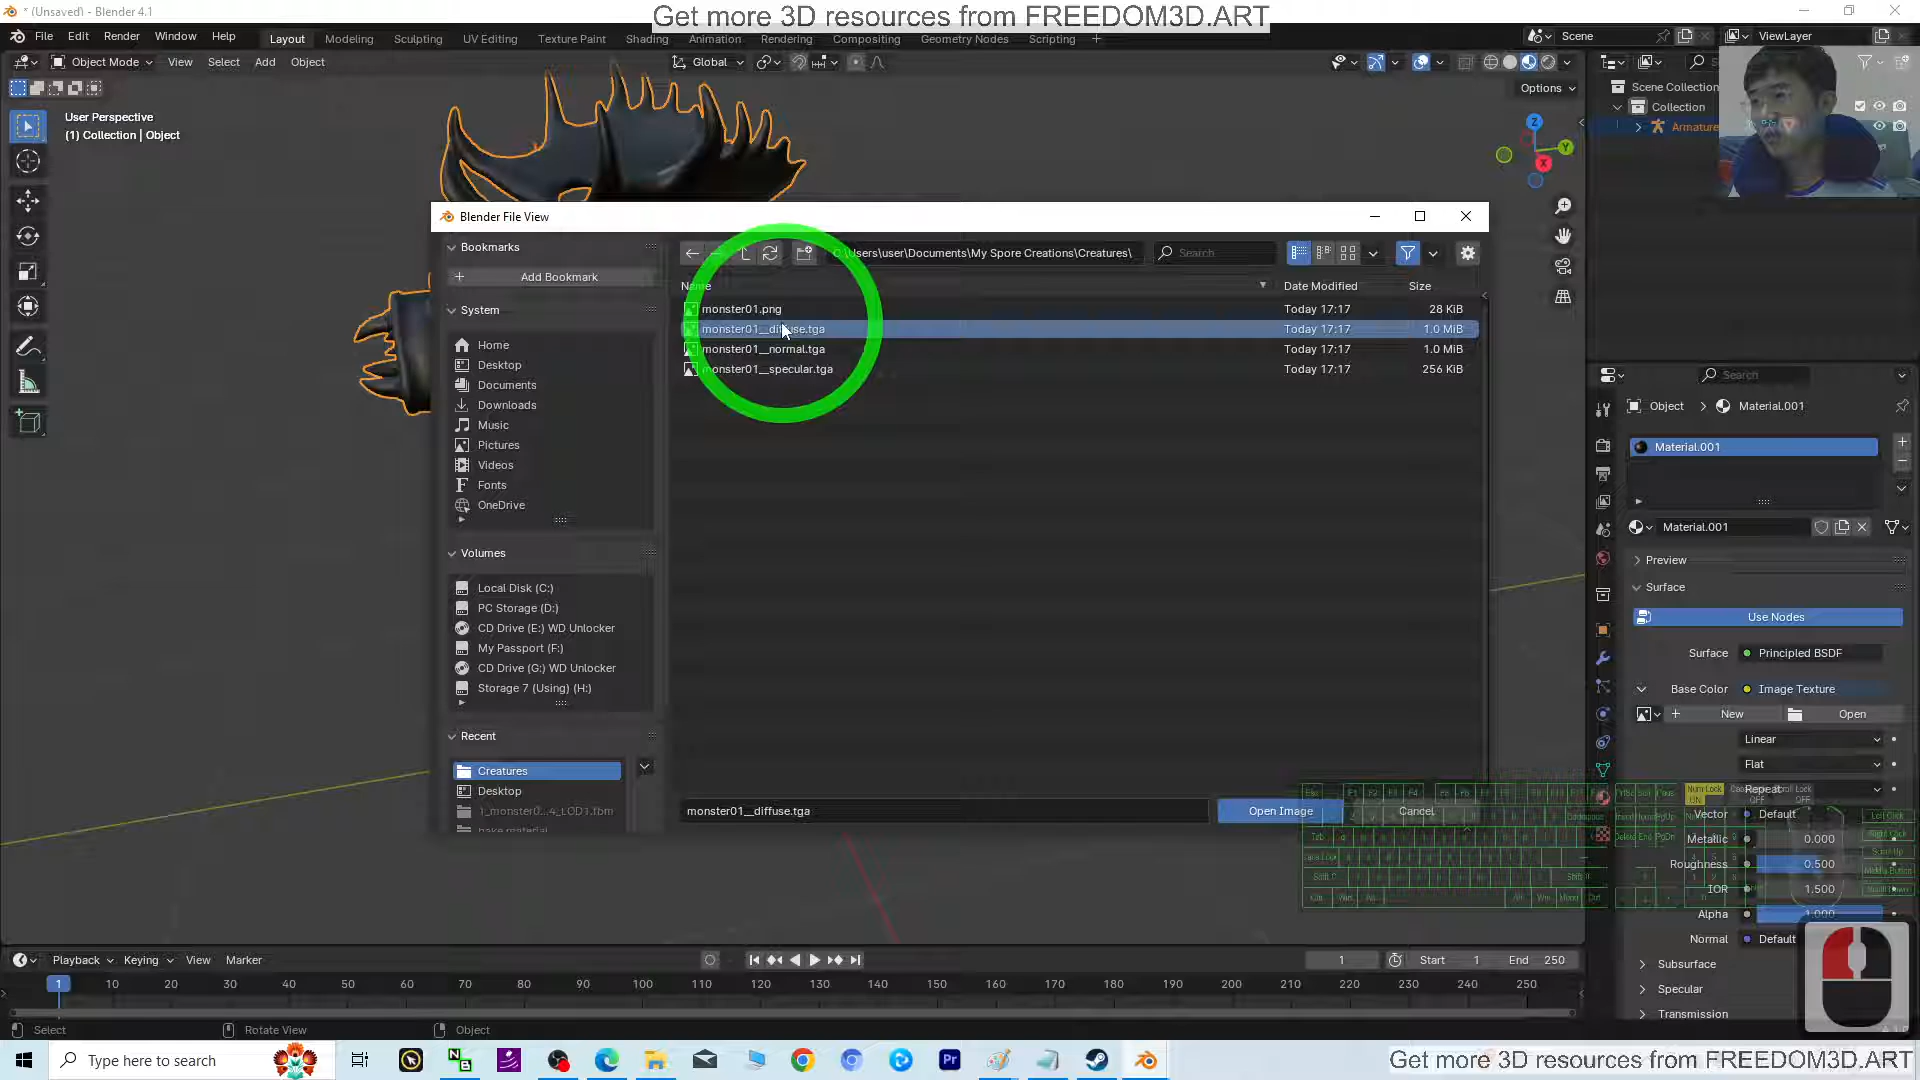 * (Unsaved) - Blender 4.1
Get more 3D resources from FREEDOM3D.ART
File Edit Render Window Help
Layout Modeling Sculpting UV Editing Texture Paint Shading Animation Rendering Compositing Geometry Nodes Scripting +
Scene
ViewLayer
Object Mode View Select Add Object
Global
Options
User Perspective
(1) Collection | Object
Scene Collection
Collection
Armature
Z
Y
X
Blender File View
Bookmarks
Add Bookmark
System
Home
Desktop
Documents
Downloads
Music
Pictures
Videos
Fonts
OneDrive
Volumes
Local Disk (C:)
PC Storage (D:)
CD Drive (E:) WD Unlocker
My Passport (F:)
CD Drive (G:) WD Unlocker
Storage 7 (Using) (H:)
Recent
Creatures
Desktop
1_monster0...4_LOD1.fbm
C:\Users\user\Documents\My Spore Creations\Creatures\
Search
Name Date Modified Size
monster01.png Today 17:17 28 KiB
monster01__diffuse.tga Today 17:17 1.0 MiB
monster01__normal.tga Today 17:17 1.0 MiB
monster01__specular.tga Today 17:17 256 KiB
monster01__diffuse.tga
Open Image
Cancel
Search
Object > Material.001
Material.001
Material.001
Preview
Surface
Use Nodes
Surface Principled BSDF
Base Color Image Texture
New Open
Linear
Flat
Repeat
Vector Default
Metallic 0.000
Roughness 0.500
IOR 1.500
Alpha 1.000
Normal Default
Subsurface
Specular
Transmission
Playback Keying View Marker
1 Start 1 End 250
1 10 20 30 40 50 60 70 80 90 100 110 120 130 140 150 160 170 180 190 200 210 220 230 240 250
Select Rotate View Object
Type here to search
Get more 3D resources from FREEDOM3D.ART